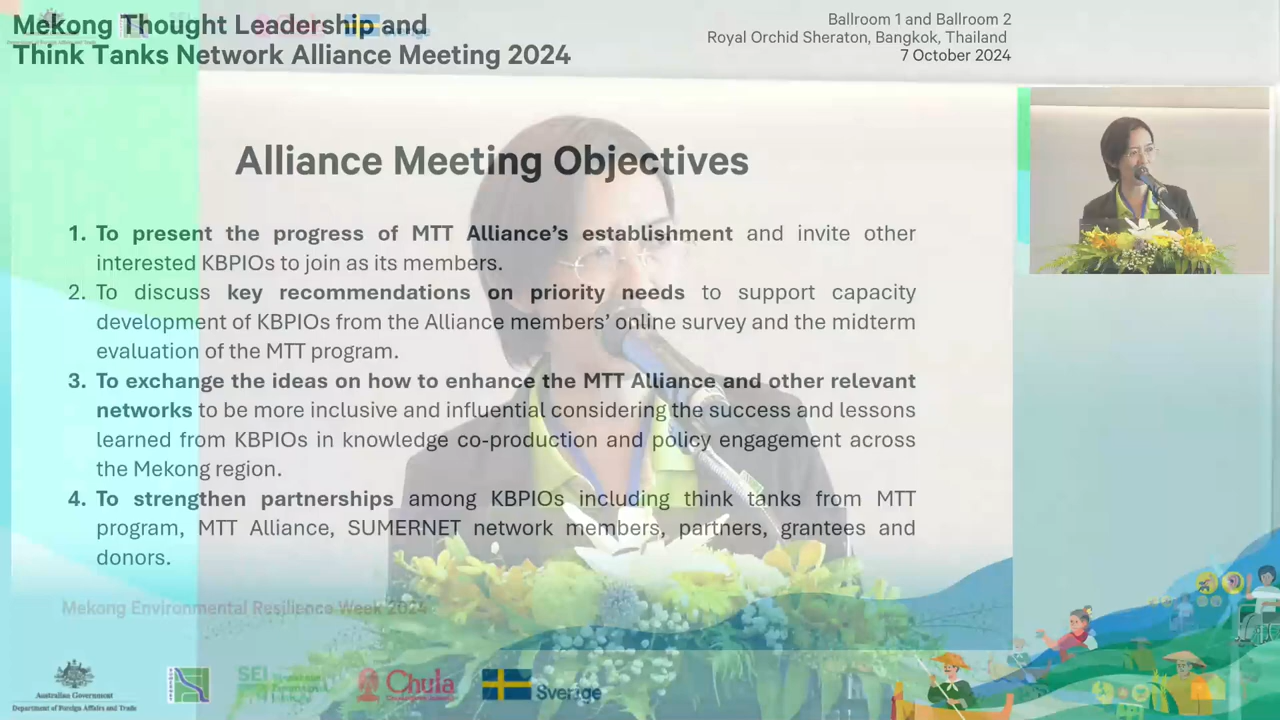 Mekong Thought Leadership and
Think Tanks Network Alliance Meeting 2024
Ballroom 1 and Ballroom 2
Royal Orchid Sheraton, Bangkok, Thailand
7 October 2024
Alliance Meeting Objectives
1. To present the progress of MTT Alliance's establishment and invite other
interested KBPIOs to join as its members.
2. To discuss key recommendations on priority needs to support capacity
development of KBPIOs from the Alliance members' online survey and the midterm
evaluation of the MTT program.
3. To exchange the ideas on how to enhance the MTT Alliance and other relevant
networks to be more inclusive and influential considering the success and lessons
learned from KBPIOs in knowledge co-production and policy engagement across
the Mekong region.
4. To strengthen partnerships among KBPIOs including think tanks from MTT
program, MTT Alliance, SUMERNET network members, partners, grantees and
donors.
Mekong Environmental Resilience Week 2024
Australian Government
Department of Foreign Affairs and Trade
SEI
Chula
Sverige